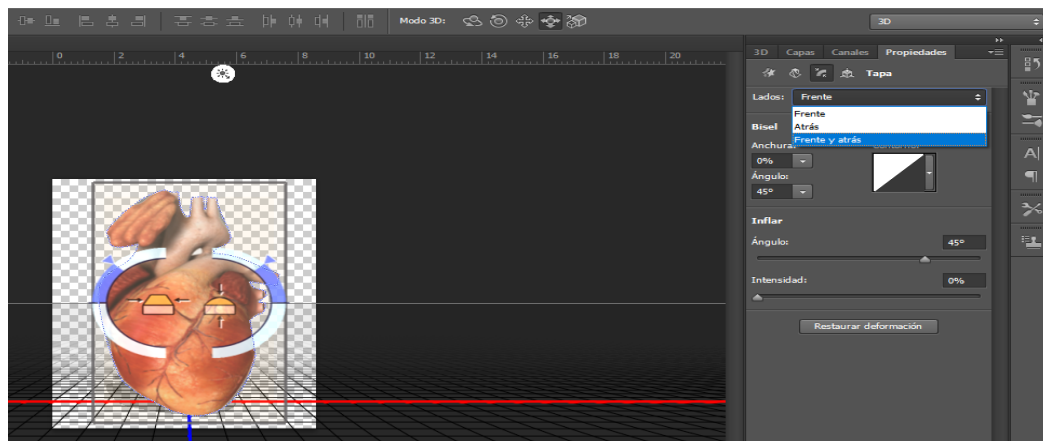 Modo 3D:
3D
0 2 4 6 8 10 12 14 16 18 20
3D Capas Canales Propiedades
Tapa
Lados: Frente
Frente
Atrás
Frente y atrás
Bisel
Anchura:
0%
Ángulo:
45°
Inflar
Ángulo: 45°
Intensidad: 0%
Restaurar deformación